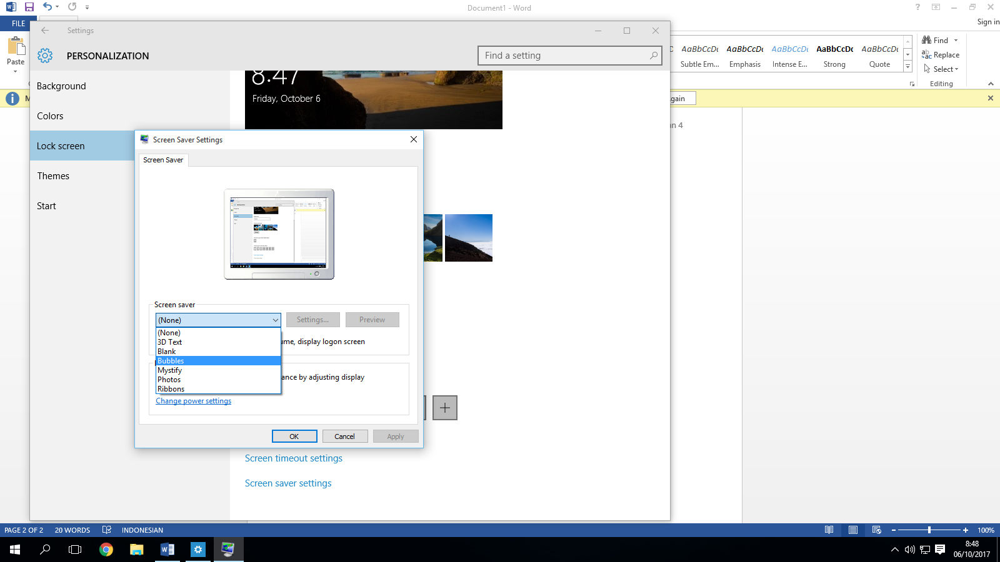 Document1 - Word
FILE
Sign in
Paste
Settings
PERSONALIZATION
Find a setting
AaBbCcDc
AaBbCcDc
AaBbCcDc
AaBbCcDc
AaBbCcDc
Subtle Em...
Emphasis
Intense E...
Strong
Quote
Find
Replace
Select
Editing
Background
Colors
Lock screen
Themes
Start
8:47
Friday, October 6
Screen Saver Settings
Screen Saver
Screen saver
(None)
Settings...
Preview
(None)
3D Text
Blank
Bubbles
Mystify
Photos
Ribbons
display logon screen
by adjusting display
Change power settings
OK
Cancel
Apply
Screen timeout settings
Screen saver settings
PAGE 2 OF 2
20 WORDS
INDONESIAN
100%
8:48
06/10/2017